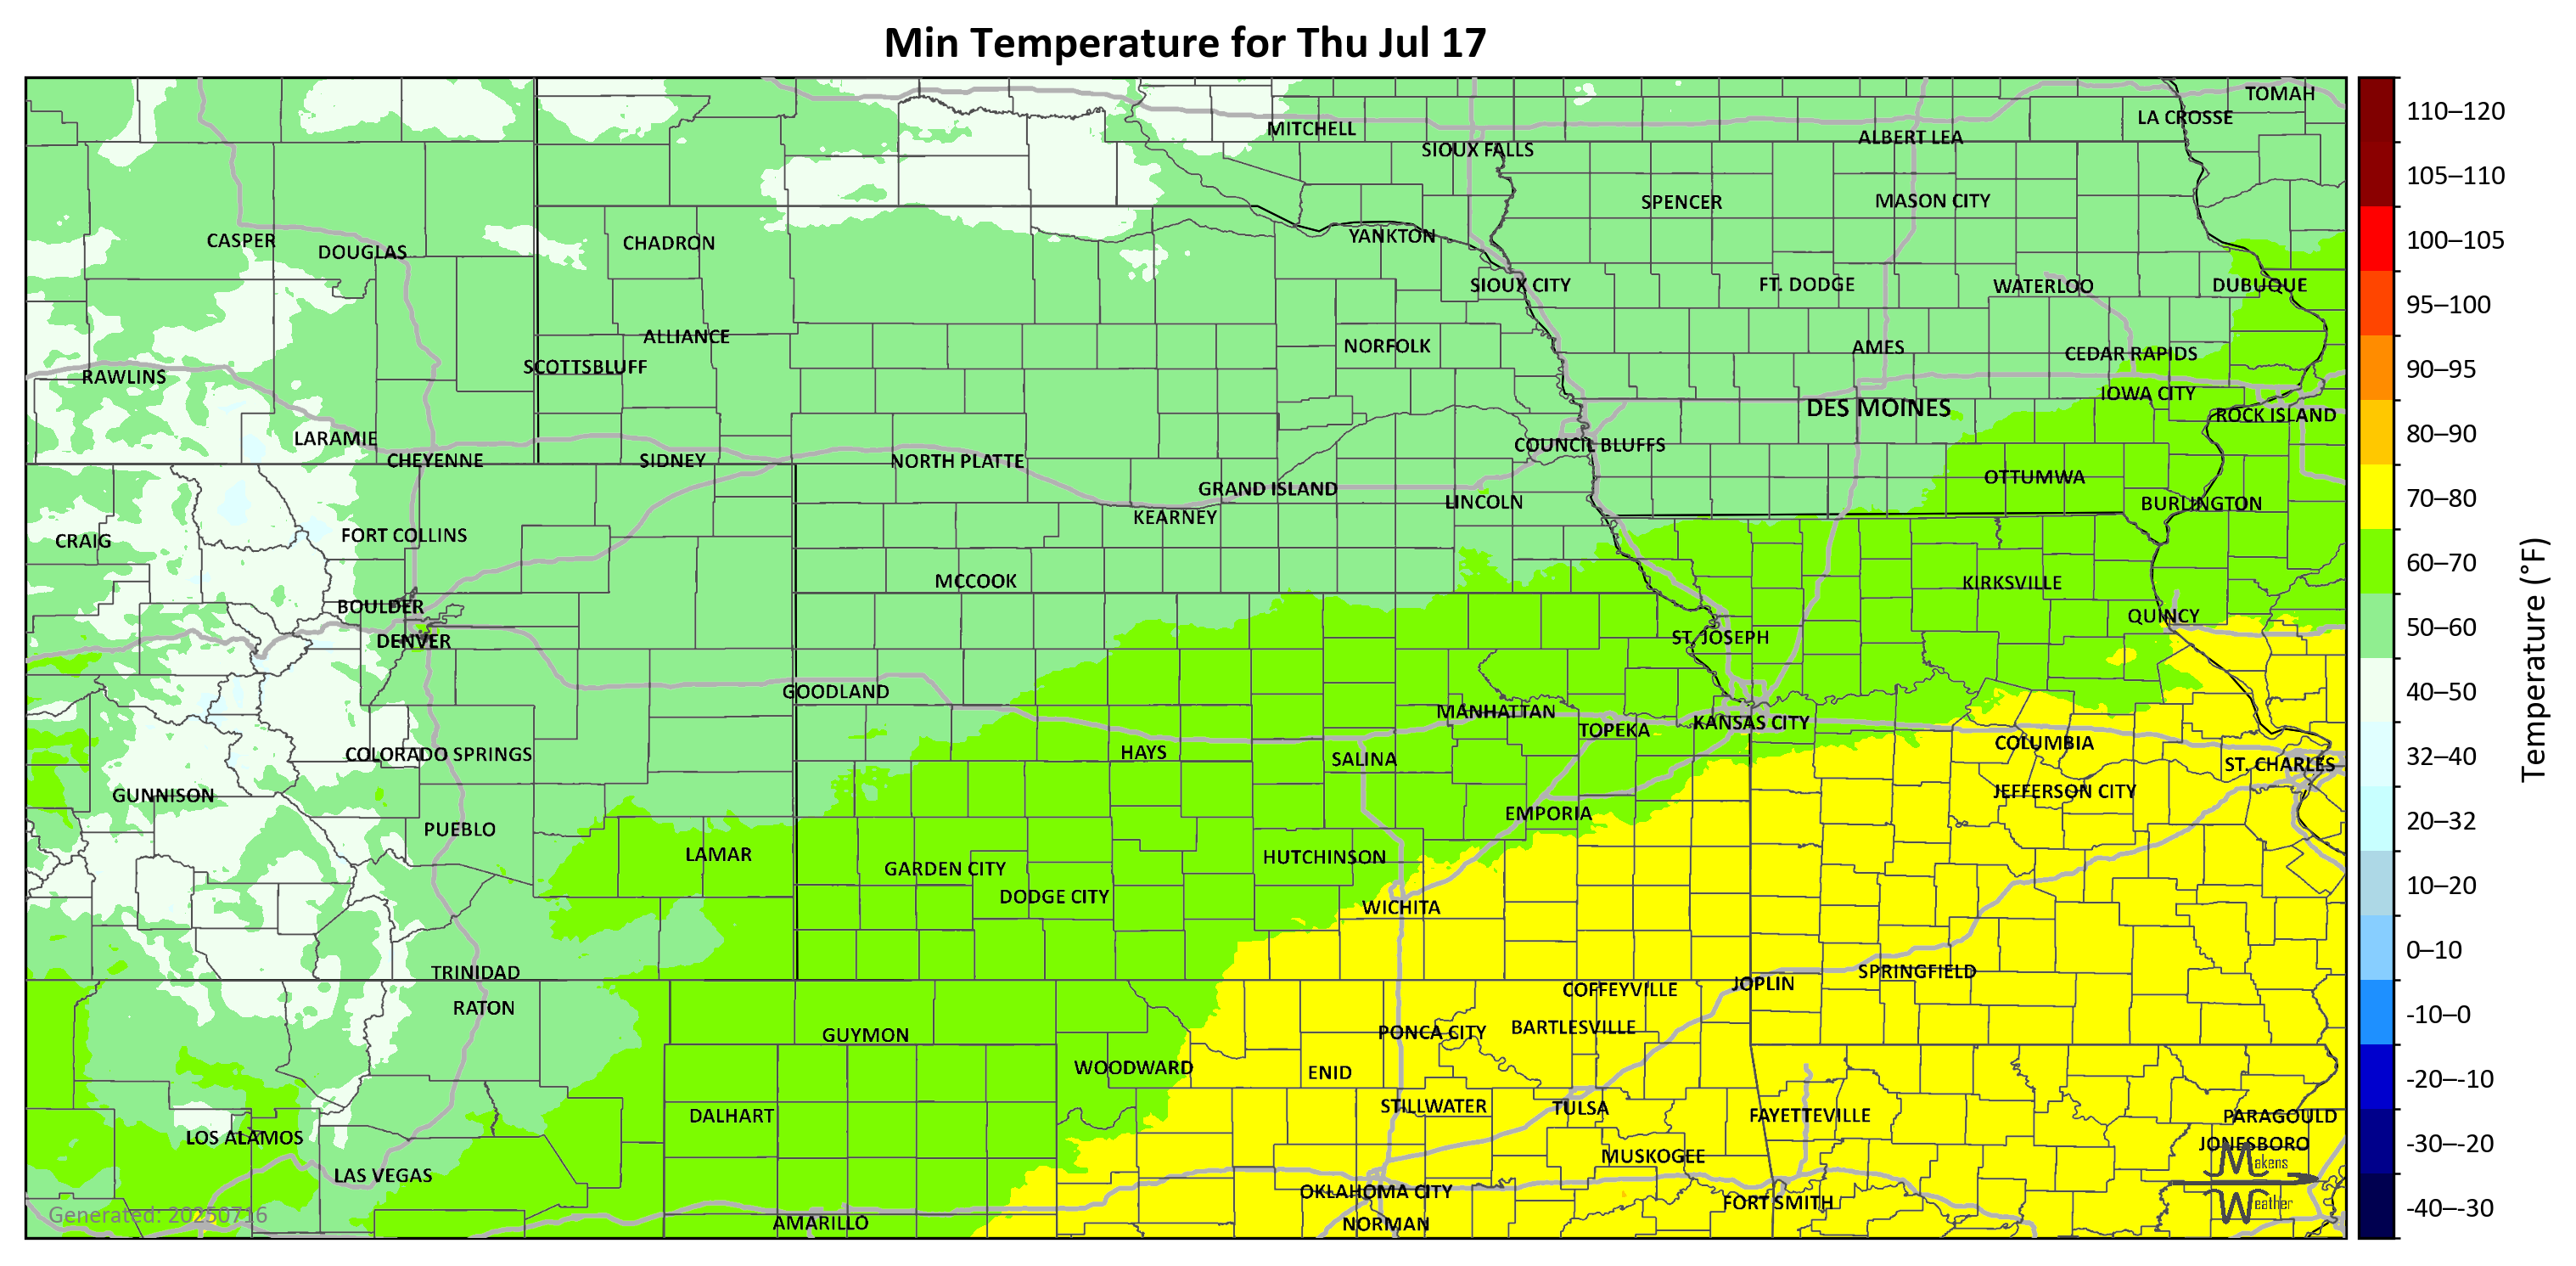 Min Temperature for Thu Jul 17
TOMAH
LA CROSSE
MITCHELL
ALBERT LEA
SIOUX FALLS
SPENCER
MASON CITY
CASPER
DOUGLAS
CHADRON
YANKTON
SIOUX CITY
FT. DODGE
WATERLOO
DUBUQUE
ALLIANCE
NORFOLK
AMES
CEDAR RAPIDS
SCOTTSBLUFF
RAWLINS
IOWA CITY
DES MOINES
ROCK ISLAND
LARAMIE
COUNCIL BLUFFS
CHEYENNE
SIDNEY
NORTH PLATTE
OTTUMWA
GRAND ISLAND
LINCOLN
BURLINGTON
KEARNEY
FORT COLLINS
CRAIG
MCCOOK
KIRKSVILLE
BOULDER
QUINCY
DENVER
ST. JOSEPH
GOODLAND
MANHATTAN
KANSAS CITY
TOPEKA
COLUMBIA
COLORADO SPRINGS
HAYS
SALINA
ST. CHARLES
GUNNISON
JEFFERSON CITY
EMPORIA
PUEBLO
LAMAR
HUTCHINSON
GARDEN CITY
DODGE CITY
WICHITA
TRINIDAD
SPRINGFIELD
JOPLIN
COFFEYVILLE
RATON
GUYMON
PONCA CITY
BARTLESVILLE
WOODWARD
ENID
STILLWATER
TULSA
DALHART
FAYETTEVILLE
PARAGOULD
LOS ALAMOS
JONESBORO
MUSKOGEE
LAS VEGAS
OKLAHOMA CITY
FORT SMITH
AMARILLO
NORMAN
Generated: 20250716
Makens
Weather
110–120
105–110
100–105
95–100
90–95
80–90
70–80
60–70
50–60
40–50
32–40
20–32
10–20
0–10
-10–0
-20–-10
-30–-20
-40–-30
Temperature (°F)